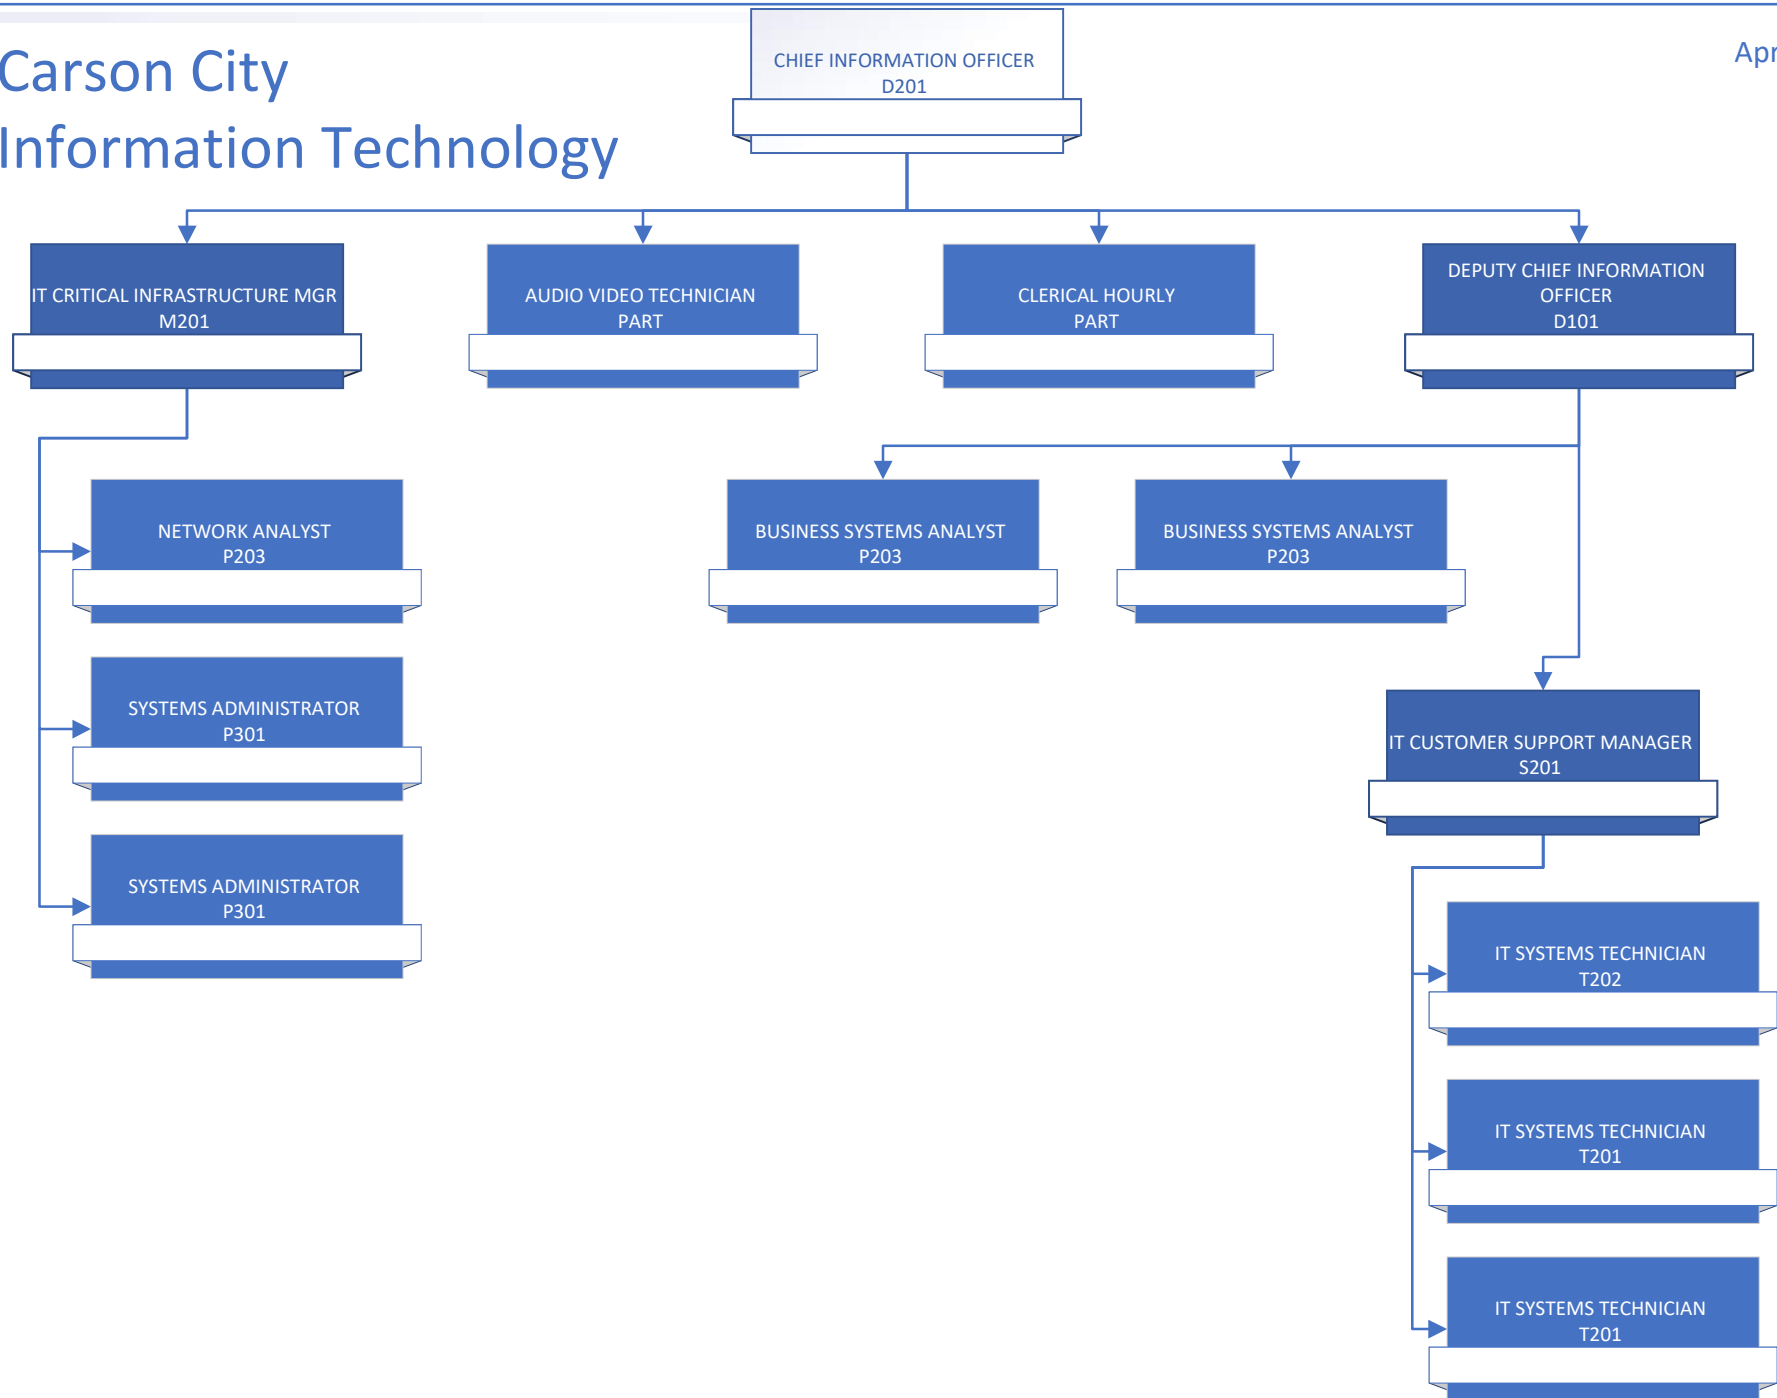 Carson City
Information Technology
CHIEF INFORMATION OFFICER
D201
Apr
IT CRITICAL INFRASTRUCTURE MGR
M201
AUDIO VIDEO TECHNICIAN
PART
CLERICAL HOURLY
PART
DEPUTY CHIEF INFORMATION
OFFICER
D101
NETWORK ANALYST
P203
BUSINESS SYSTEMS ANALYST
P203
BUSINESS SYSTEMS ANALYST
P203
SYSTEMS ADMINISTRATOR
P301
IT CUSTOMER SUPPORT MANAGER
S201
SYSTEMS ADMINISTRATOR
P301
IT SYSTEMS TECHNICIAN
T202
IT SYSTEMS TECHNICIAN
T201
IT SYSTEMS TECHNICIAN
T201